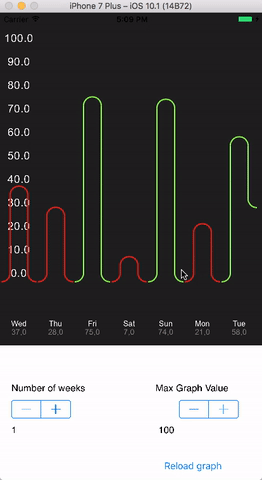 iPhone 7 Plus – iOS 10.1 (14B72)
Carrier 5:09 PM
100.0
90.0
80.0
70.0
60.0
50.0
40.0
30.0
20.0
10.0
0.0
Wed Thu Fri Sat Sun Mon Tue
37,0 28,0 75,0 7,0 74,0 21,0 58,0
Number of weeks Max Graph Value
1 100
Reload graph